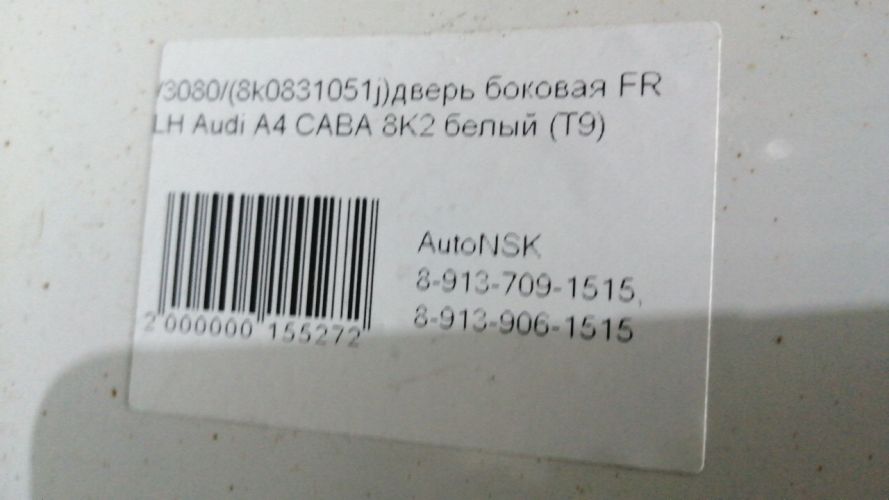 /3080/(8k0831051j)дверь боковая FR
LH Audi A4 CABA 8K2 белый (T9)
AutoNSK
8-913-709-1515,
8-913-906-1515
2 000000 155272